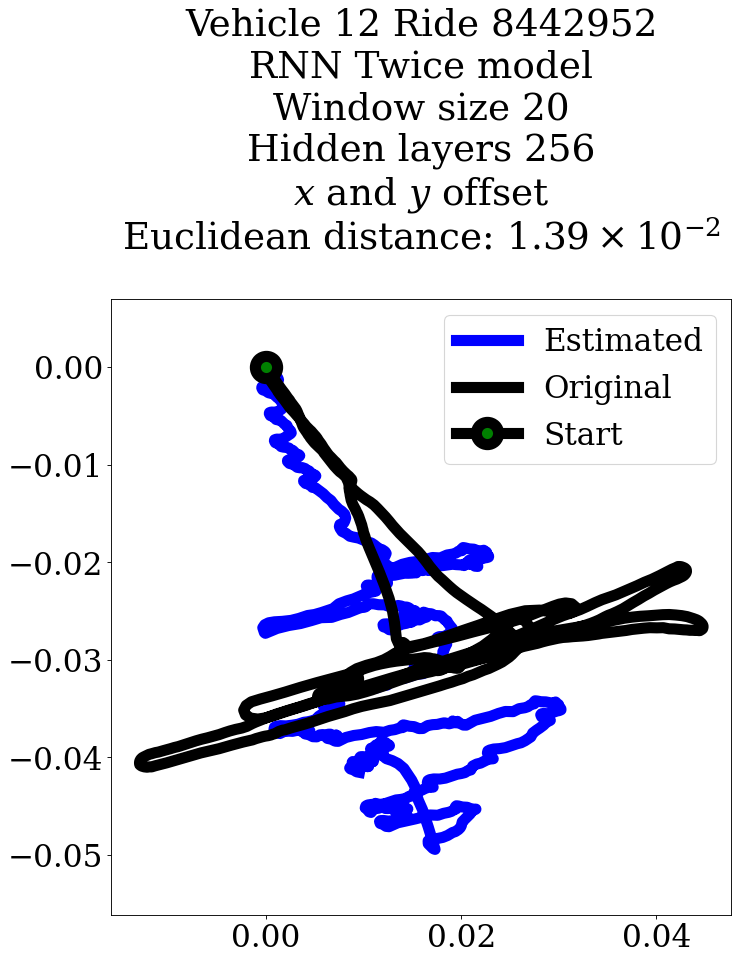 Vehicle 12 Ride 8442952
RNN Twice model
Window size 20
Hidden layers 256
x and y offset
Euclidean distance: 1.39 × 10⁻²
Estimated
Original
Start
0.00
−0.01
−0.02
−0.03
−0.04
−0.05
0.00 0.02 0.04